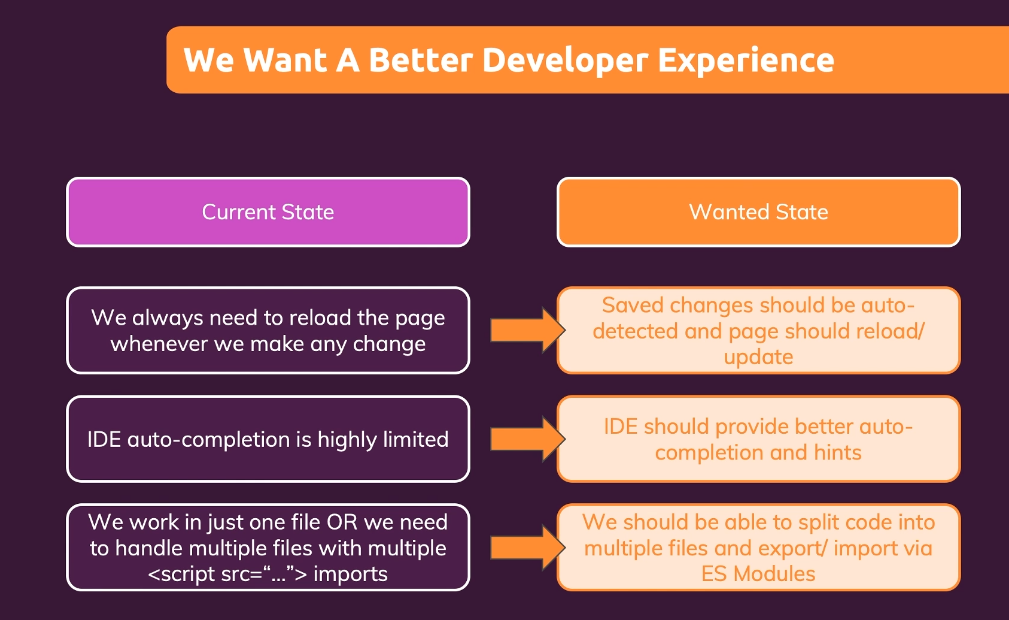 We Want A Better Developer Experience
Current State
Wanted State
We always need to reload the page
whenever we make any change
Saved changes should be auto-
detected and page should reload/
update
IDE auto-completion is highly limited
IDE should provide better auto-
completion and hints
We work in just one file OR we need
to handle multiple files with multiple
<script src=“…”> imports
We should be able to split code into
multiple files and export/ import via
ES Modules